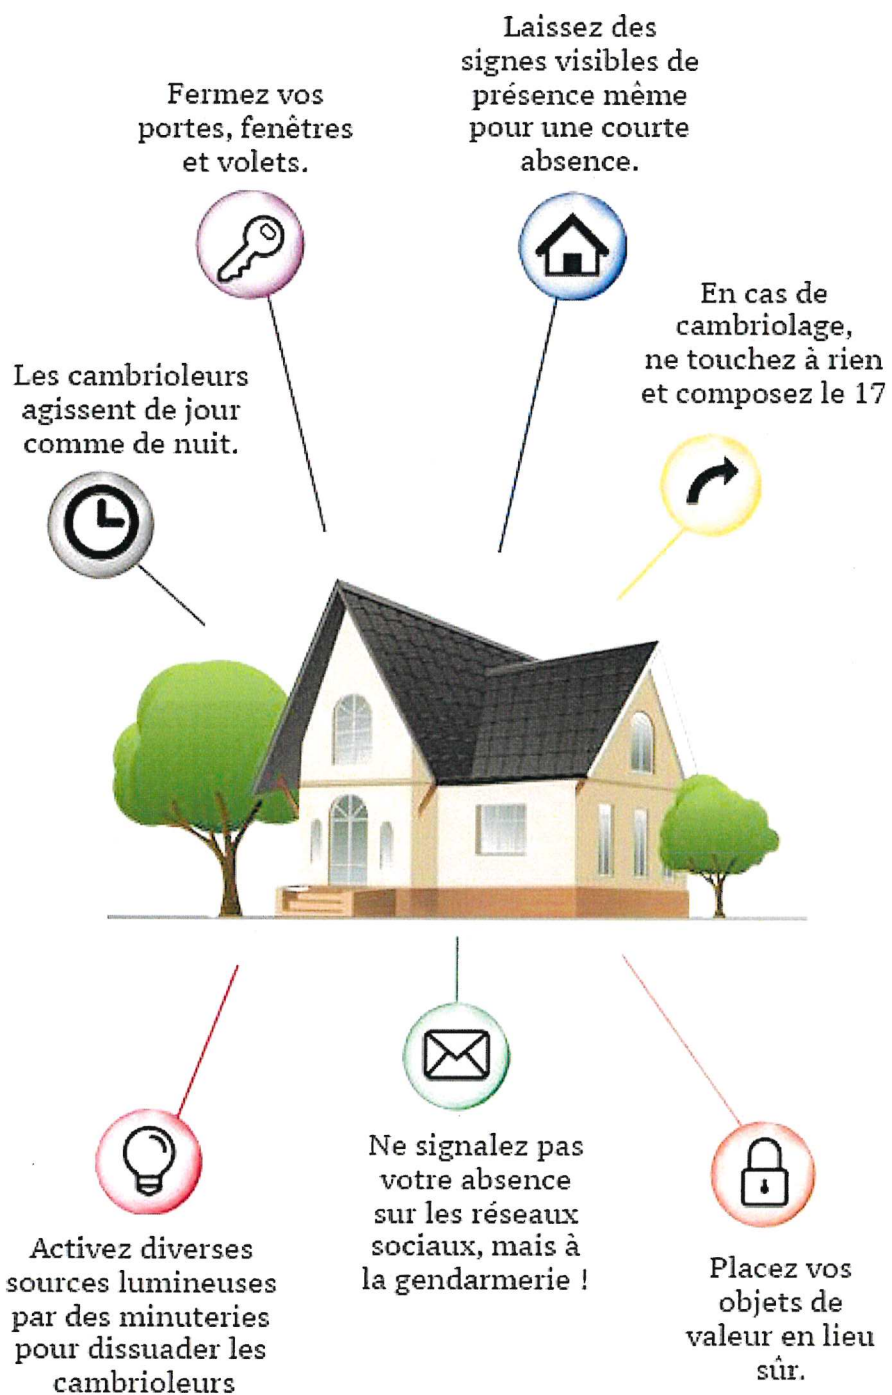 Laissez des
signes visibles de
présence même
pour une courte
absence.
Fermez vos
portes, fenêtres
et volets.
En cas de
cambriolage,
ne touchez à rien
et composez le 17
Les cambrioleurs
agissent de jour
comme de nuit.
Ne signalez pas
votre absence
sur les réseaux
sociaux, mais à
la gendarmerie !
Activez diverses
sources lumineuses
par des minuteries
pour dissuader les
cambrioleurs
Placez vos
objets de
valeur en lieu
sûr.